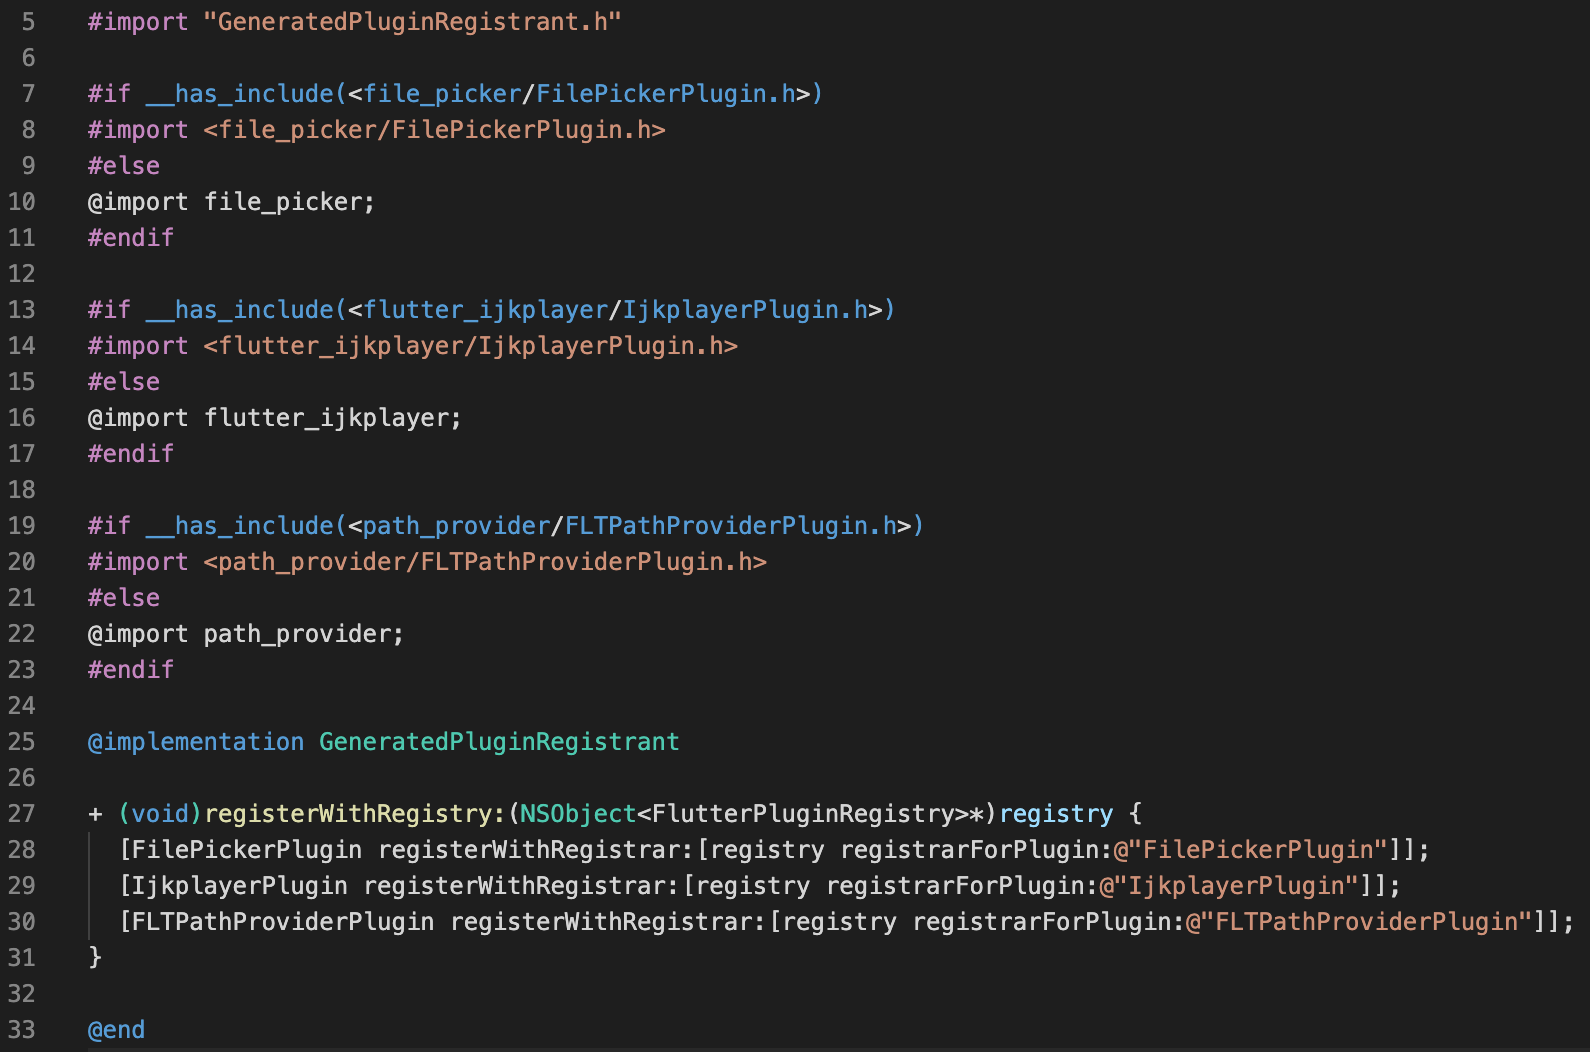 5 #import "GeneratedPluginRegistrant.h"
6
7 #if __has_include(<file_picker/FilePickerPlugin.h>)
8 #import <file_picker/FilePickerPlugin.h>
9 #else
10 @import file_picker;
11 #endif
12
13 #if __has_include(<flutter_ijkplayer/IjkplayerPlugin.h>)
14 #import <flutter_ijkplayer/IjkplayerPlugin.h>
15 #else
16 @import flutter_ijkplayer;
17 #endif
18
19 #if __has_include(<path_provider/FLTPathProviderPlugin.h>)
20 #import <path_provider/FLTPathProviderPlugin.h>
21 #else
22 @import path_provider;
23 #endif
24
25 @implementation GeneratedPluginRegistrant
26
27 + (void)registerWithRegistry:(NSObject<FlutterPluginRegistry>*)registry {
28   [FilePickerPlugin registerWithRegistrar:[registry registrarForPlugin:@"FilePickerPlugin"]];
29   [IjkplayerPlugin registerWithRegistrar:[registry registrarForPlugin:@"IjkplayerPlugin"]];
30   [FLTPathProviderPlugin registerWithRegistrar:[registry registrarForPlugin:@"FLTPathProviderPlugin"]];
31 }
32
33 @end